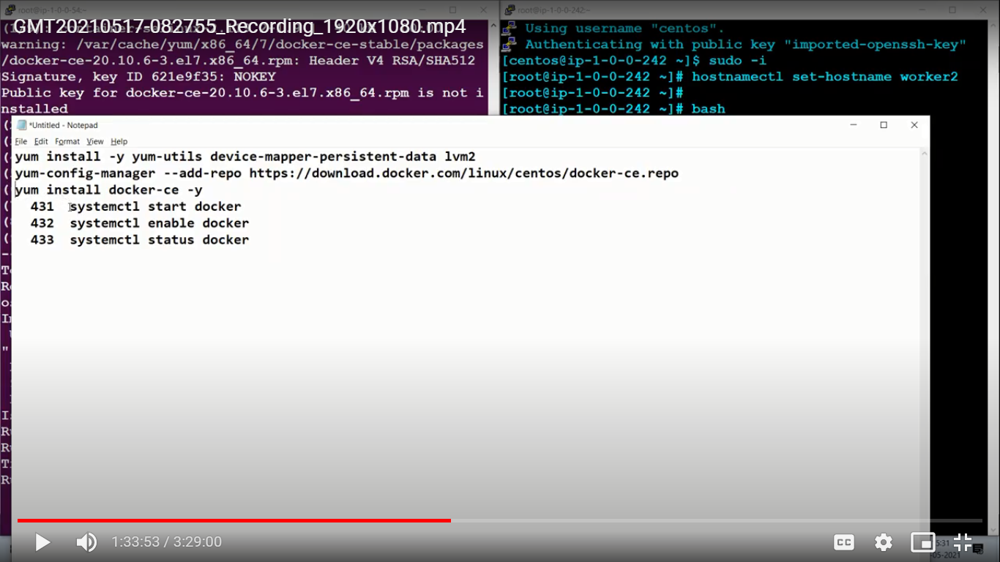 root@ip-1-0-0-54:~
root@ip-1-0-0-242:~
GMT20210517-082755_Recording_1920x1080.mp4
warning: /var/cache/yum/x86_64/7/docker-ce-stable/packages
/docker-ce-20.10.6-3.el7.x86_64.rpm: Header V4 RSA/SHA512
Signature, key ID 621e9f35: NOKEY
Public key for docker-ce-20.10.6-3.el7.x86_64.rpm is not i
nstalled
Using username "centos".
Authenticating with public key "imported-openssh-key"
[centos@ip-1-0-0-242 ~]$ sudo -i
[root@ip-1-0-0-242 ~]# hostnamectl set-hostname worker2
[root@ip-1-0-0-242 ~]#
[root@ip-1-0-0-242 ~]# bash
*Untitled - Notepad
File Edit Format View Help
yum install -y yum-utils device-mapper-persistent-data lvm2
yum-config-manager --add-repo https://download.docker.com/linux/centos/docker-ce.repo
yum install docker-ce -y
431 systemctl start docker
432 systemctl enable docker
433 systemctl status docker
1:33:53 / 3:29:00
CC